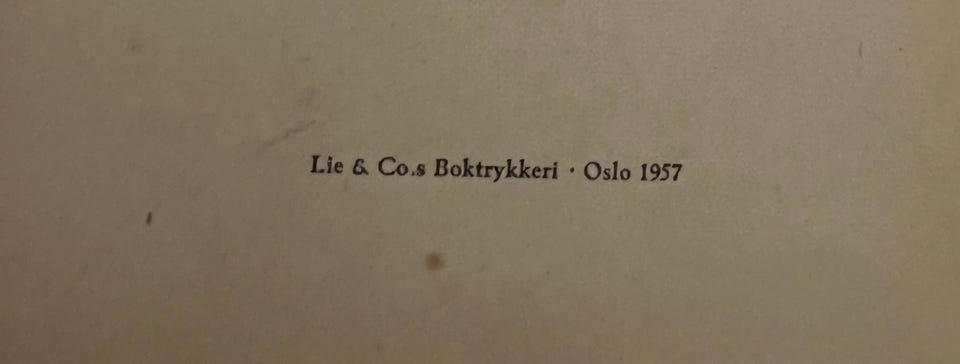 Lie & Co.s Boktrykkeri · Oslo 1957